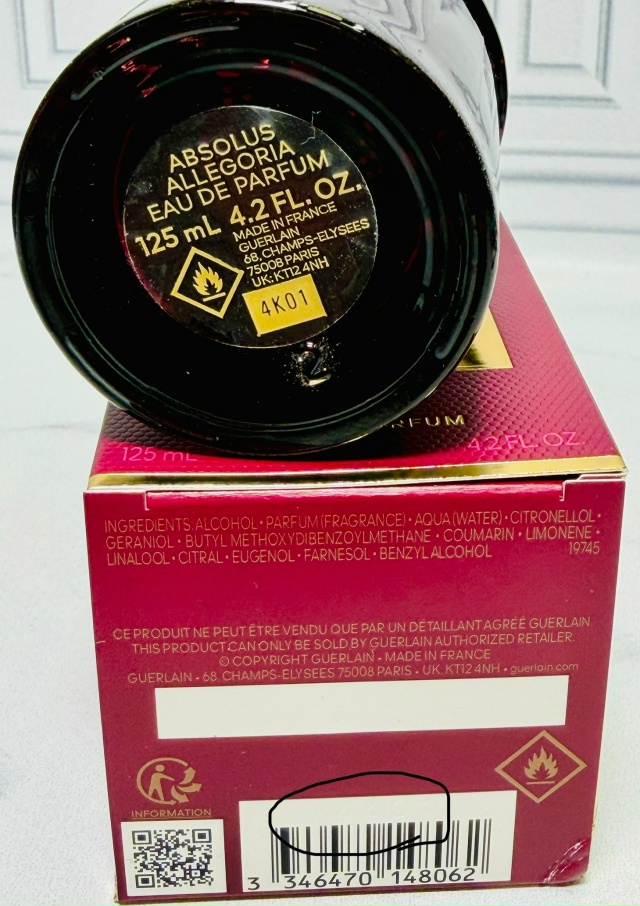 ABSOLUS
ALLEGORIA
EAU DE PARFUM
125 mL 4.2 FL. OZ.
MADE IN FRANCE
GUERLAIN
68, CHAMPS-ELYSEES
75008 PARIS
UK: KT12 4NH
4K01
2
RFUM
125 mL 4.2 FL. OZ.
INGREDIENTS: ALCOHOL • PARFUM (FRAGRANCE) • AQUA (WATER) • CITRONELLOL •
GERANIOL • BUTYL METHOXYDIBENZOYLMETHANE • COUMARIN • LIMONENE •
LINALOOL • CITRAL • EUGENOL • FARNESOL • BENZYL ALCOHOL 19745
CE PRODUIT NE PEUT ÊTRE VENDU QUE PAR UN DÉTAILLANT AGRÉÉ GUERLAIN
THIS PRODUCT CAN ONLY BE SOLD BY GUERLAIN AUTHORIZED RETAILER.
© COPYRIGHT GUERLAIN • MADE IN FRANCE
GUERLAIN • 68, CHAMPS-ELYSEES 75008 PARIS • UK: KT12 4NH • guerlain.com
INFORMATION
3 346470 148062